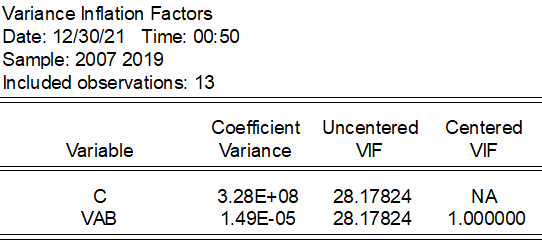 Variance Inflation Factors
Date: 12/30/21 Time: 00:50
Sample: 2007 2019
Included observations: 13
Coefficient Uncentered Centered
Variable Variance VIF VIF
C 3.28E+08 28.17824 NA
VAB 1.49E-05 28.17824 1.000000